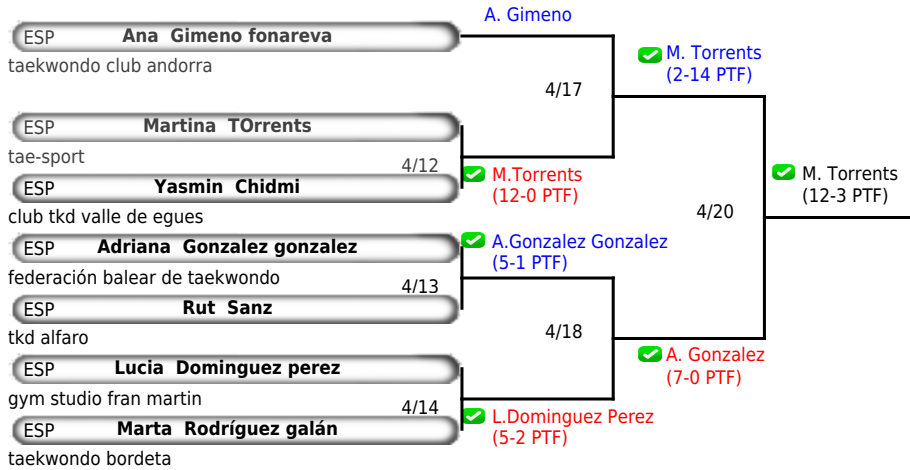 A. Gimeno
ESP Ana Gimeno fonareva
taekwondo club andorra
M. Torrents
(2-14 PTF)
4/17
ESP Martina TOrrents
tae-sport
4/12
M.Torrents
(12-0 PTF)
ESP Yasmin Chidmi
club tkd valle de egues
M. Torrents
(12-3 PTF)
4/20
ESP Adriana Gonzalez gonzalez
A.Gonzalez Gonzalez
(5-1 PTF)
federación balear de taekwondo
4/13
ESP Rut Sanz
tkd alfaro
4/18
A. Gonzalez
(7-0 PTF)
ESP Lucia Dominguez perez
gym studio fran martin
4/14
L.Dominguez Perez
(5-2 PTF)
ESP Marta Rodríguez galán
taekwondo bordeta